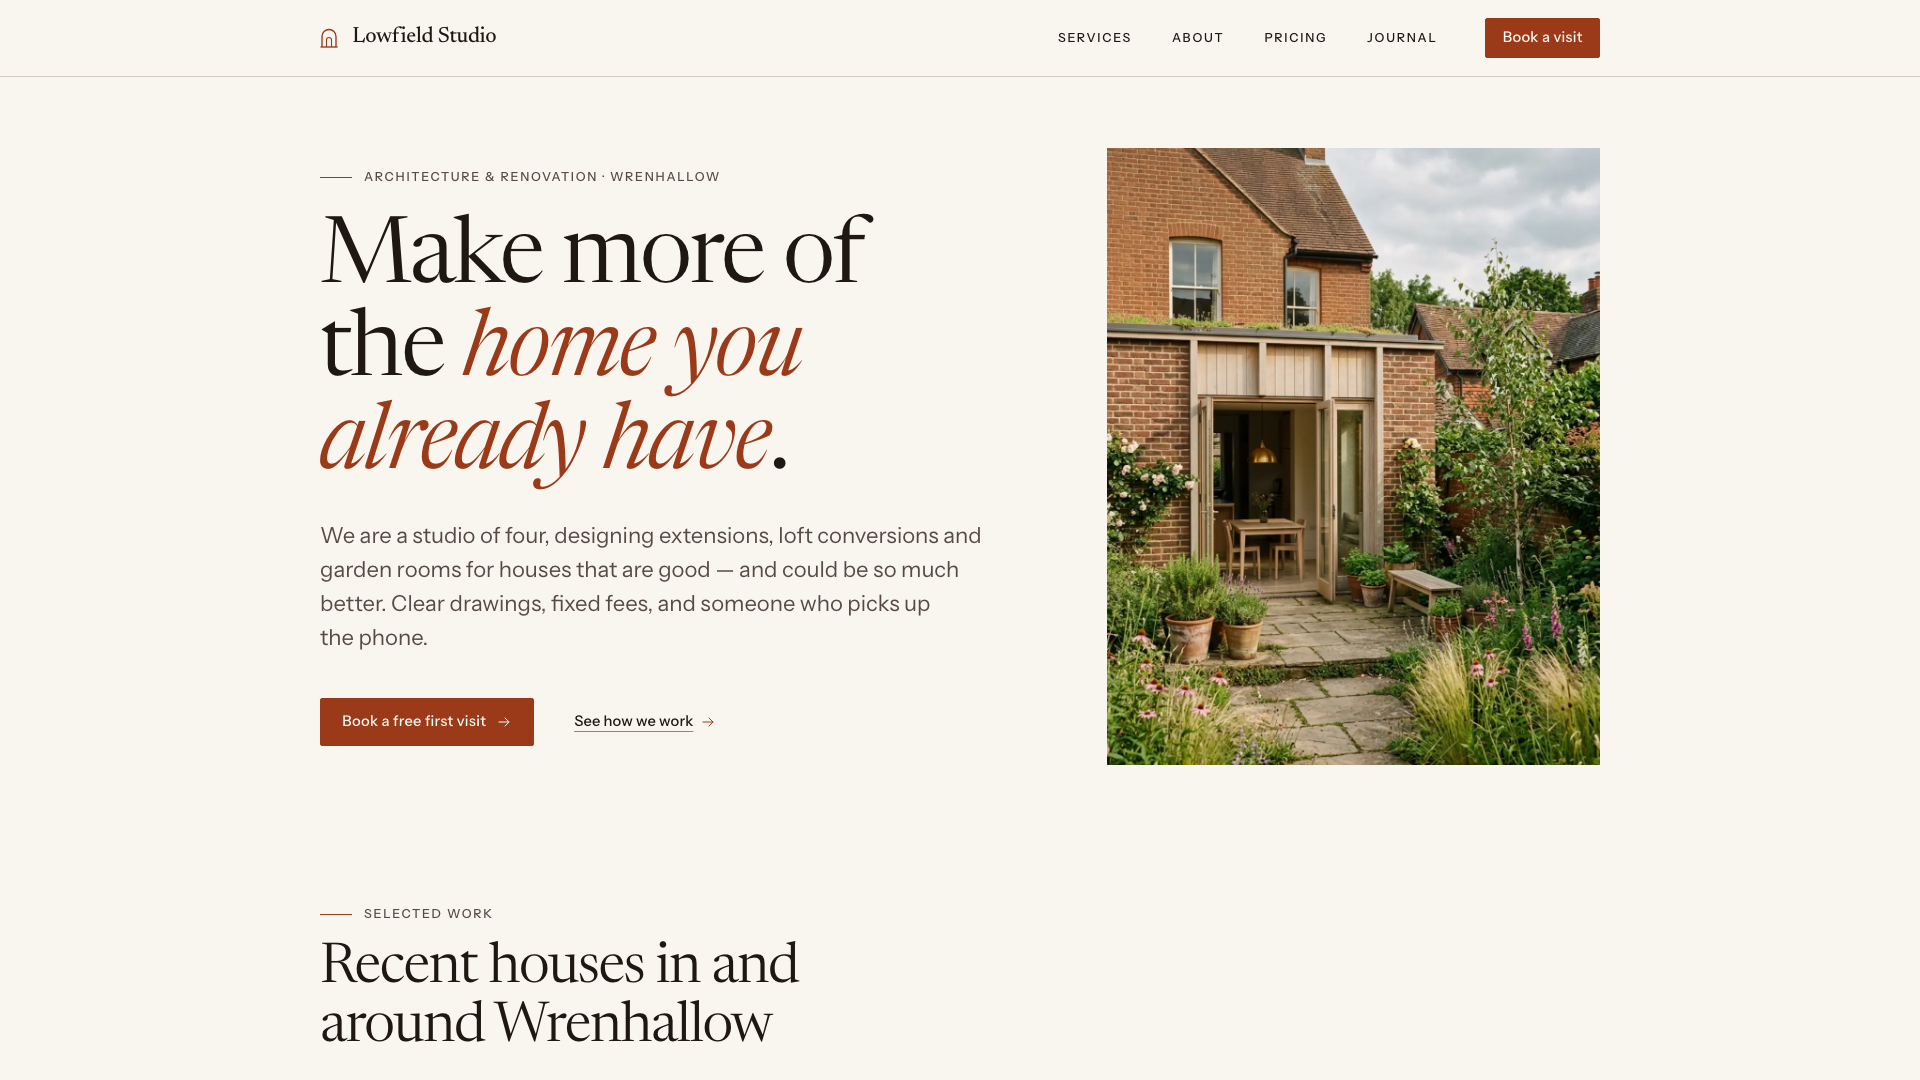 Lowfield Studio
SERVICES
ABOUT
PRICING
JOURNAL
Book a visit
ARCHITECTURE & RENOVATION · WRENHALLOW
Make more of
the home you
already have.
We are a studio of four, designing extensions, loft conversions and
garden rooms for houses that are good — and could be so much
better. Clear drawings, fixed fees, and someone who picks up
the phone.
Book a free first visit →
See how we work →
SELECTED WORK
Recent houses in and
around Wrenhallow